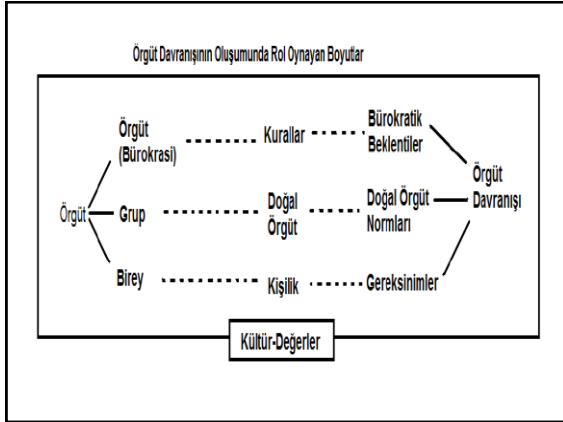 Örgüt Davranışının Oluşumunda Rol Oynayan Boyutlar
Örgüt
(Bürokrasi)
Kurallar
Bürokratik
Beklentiler
Örgüt
Grup
Doğal
Örgüt
Doğal Örgüt
Normları
Örgüt
Davranışı
Birey
Kişilik
Gereksinimler
Kültür-Değerler